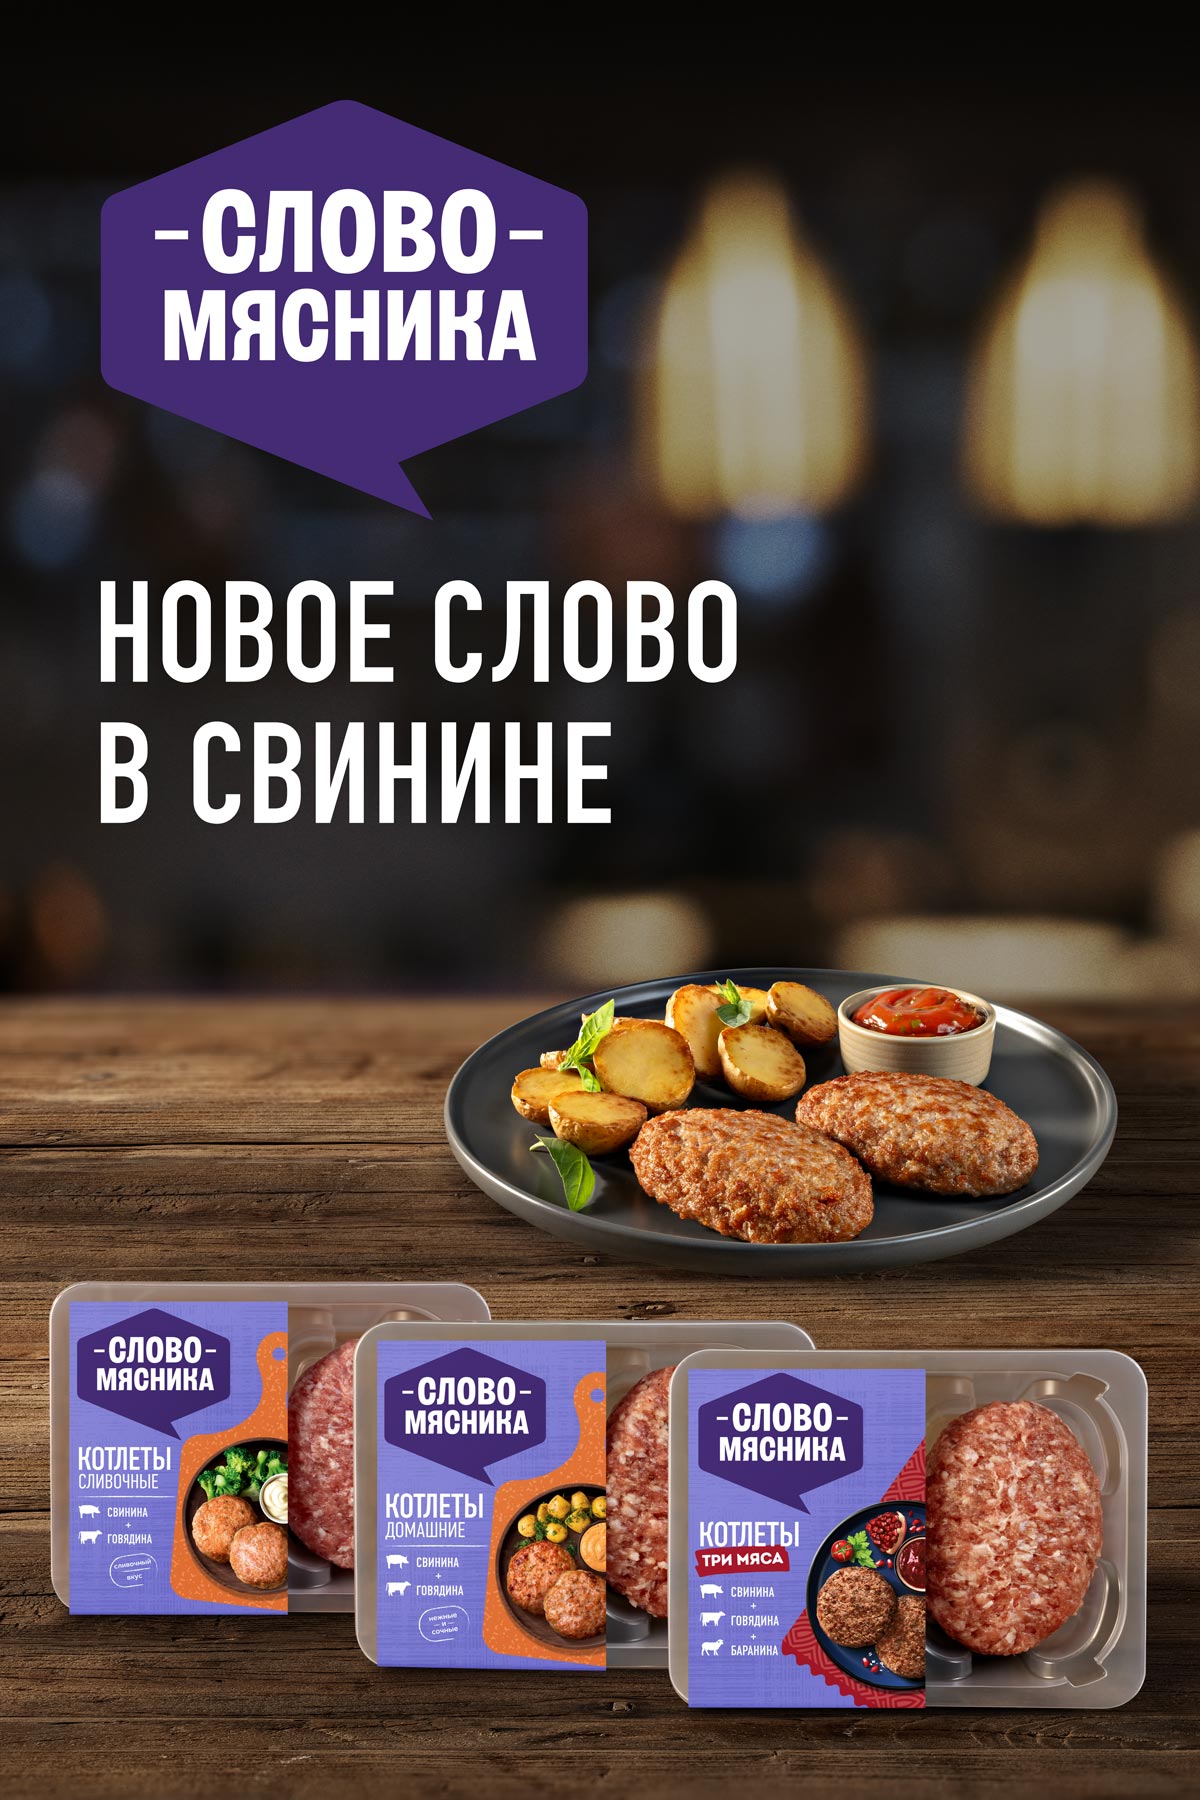 -СЛОВО-
МЯСНИКА
НОВОЕ СЛОВО
В СВИНИНЕ
-СЛОВО-
МЯСНИКА
КОТЛЕТЫ
СЛИВОЧНЫЕ
СВИНИНА
+
ГОВЯДИНА
сливочный
вкус
-СЛОВО-
МЯСНИКА
КОТЛЕТЫ
ДОМАШНИЕ
СВИНИНА
+
ГОВЯДИНА
нежные
и
сочные
-СЛОВО-
МЯСНИКА
КОТЛЕТЫ
ТРИ МЯСА
СВИНИНА
+
ГОВЯДИНА
+
БАРАНИНА